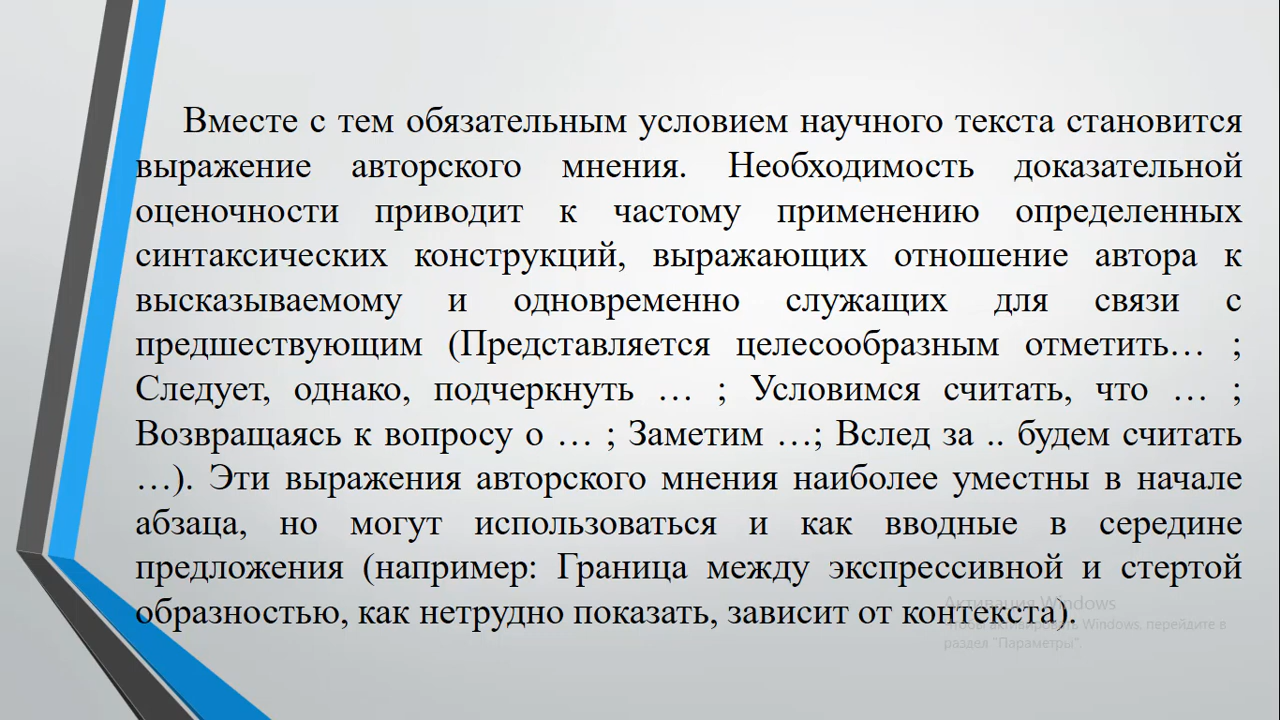 Вместе с тем обязательным условием научного текста становится
выражение авторского мнения. Необходимость доказательной
оценочности приводит к частому применению определенных
синтаксических конструкций, выражающих отношение автора к
высказываемому и одновременно служащих для связи с
предшествующим (Представляется целесообразным отметить… ;
Следует, однако, подчеркнуть … ; Условимся считать, что … ;
Возвращаясь к вопросу о … ; Заметим …; Вслед за .. будем считать
…). Эти выражения авторского мнения наиболее уместны в начале
абзаца, но могут использоваться и как вводные в середине
предложения (например: Граница между экспрессивной и стертой
образностью, как нетрудно показать, зависит от контекста).
Активация Windows
Чтобы активировать Windows, перейдите в
раздел "Параметры".